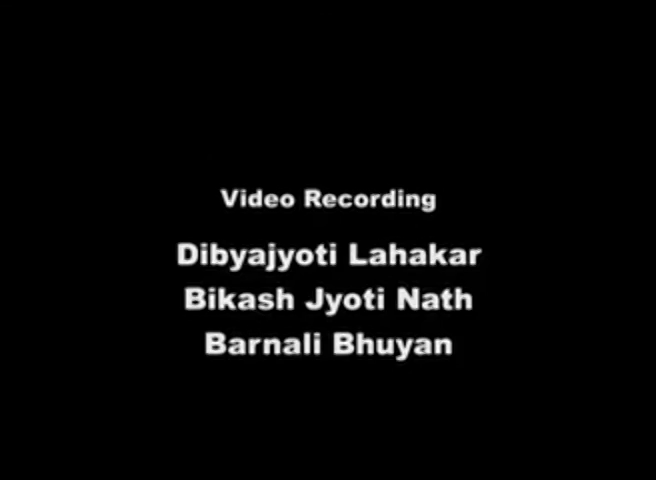 Video Recording
Dibyajyoti Lahakar
Bikash Jyoti Nath
Barnali Bhuyan